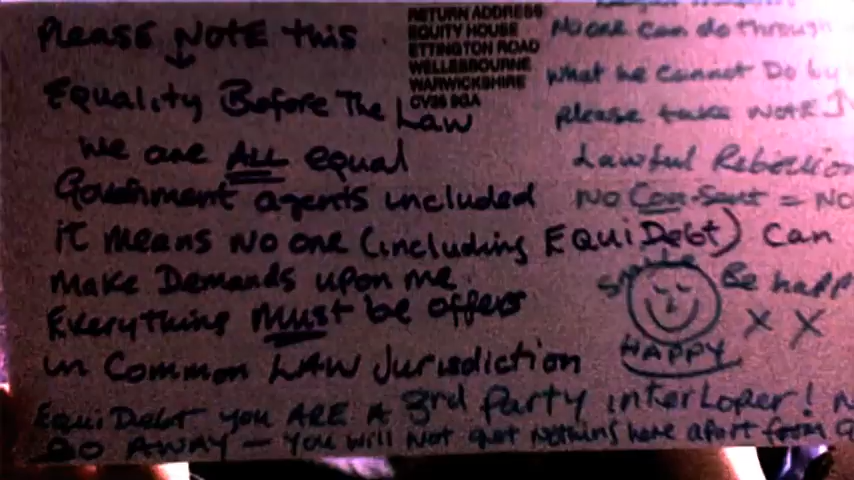 Please NOTE this
Equality Before The Law
We are ALL equal
Government agents included
it means No one (including EQUiDebt) can
make Demands upon me.
Everything Must be offers
in Common LAW Jurisdiction
EquiDebt you ARE A 3rd Party interLoper!
GO AWAY - you will Not get nothing here apart from
RETURN ADDRESS
EQUITY HOUSE
ETTINGTON ROAD
WELLESBOURNE
WARWICKSHIRE
CV35 9GA
No one can do through
what he cannot Do by
please take NOTE
Lawful Rebellion
No Con-Sent = NO
Smile
Be happ
X X
HAPPY